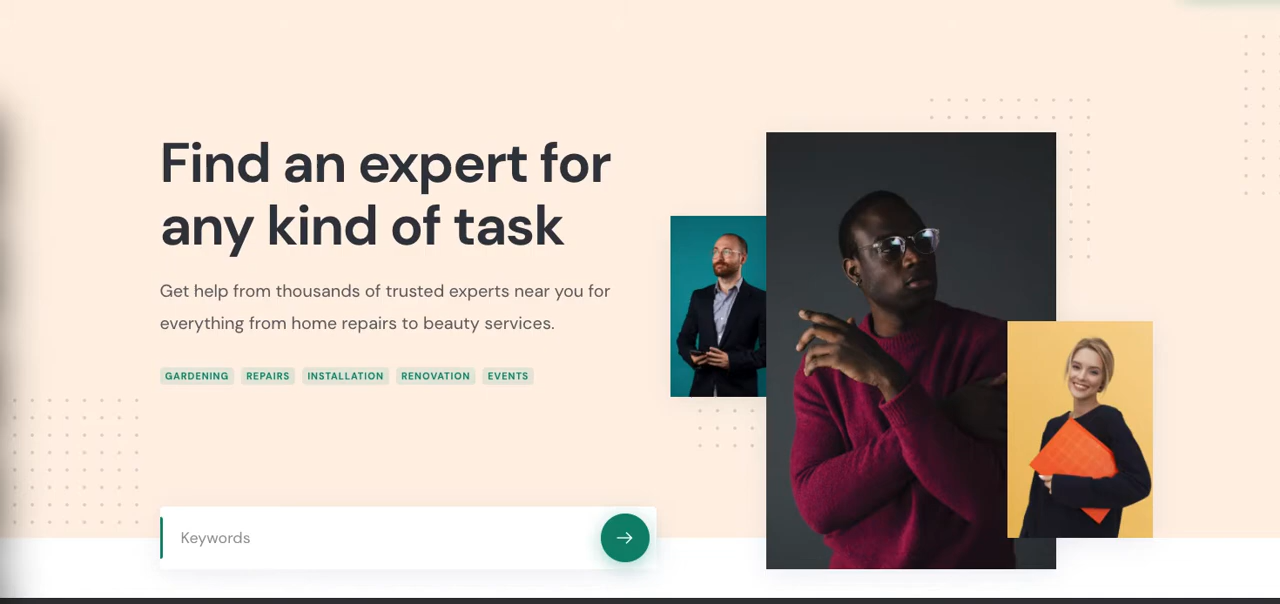 Find an expert for
any kind of task
Get help from thousands of trusted experts near you for
everything from home repairs to beauty services.
GARDENING REPAIRS INSTALLATION RENOVATION EVENTS
Keywords